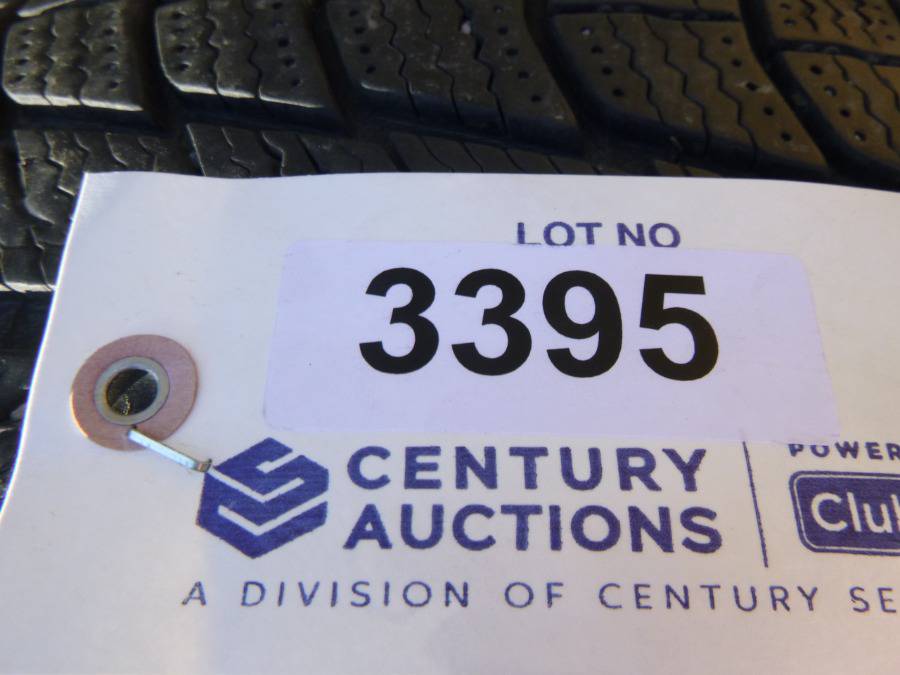 LOT NO
3395
CENTURY
AUCTIONS
A DIVISION OF CENTURY